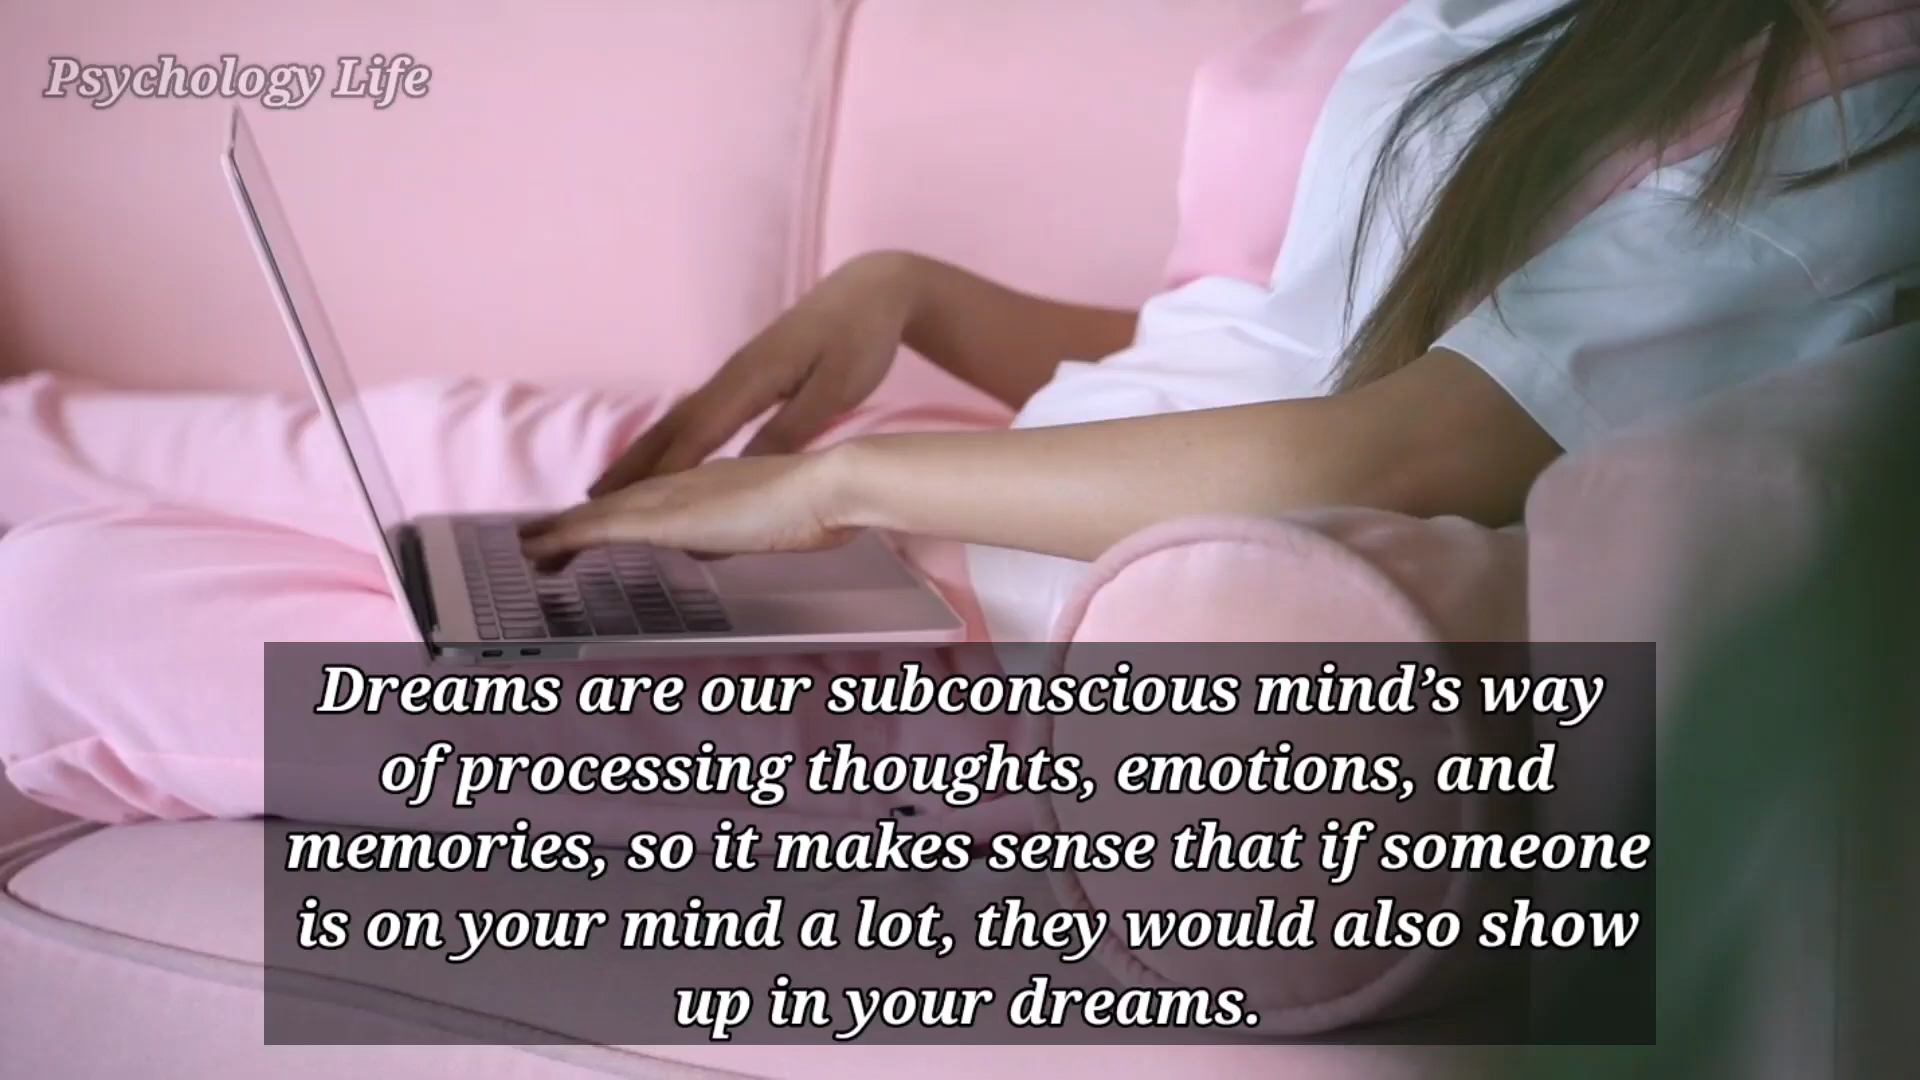 Psychology Life
Dreams are our subconscious mind’s way
of processing thoughts, emotions, and
memories, so it makes sense that if someone
is on your mind a lot, they would also show
up in your dreams.